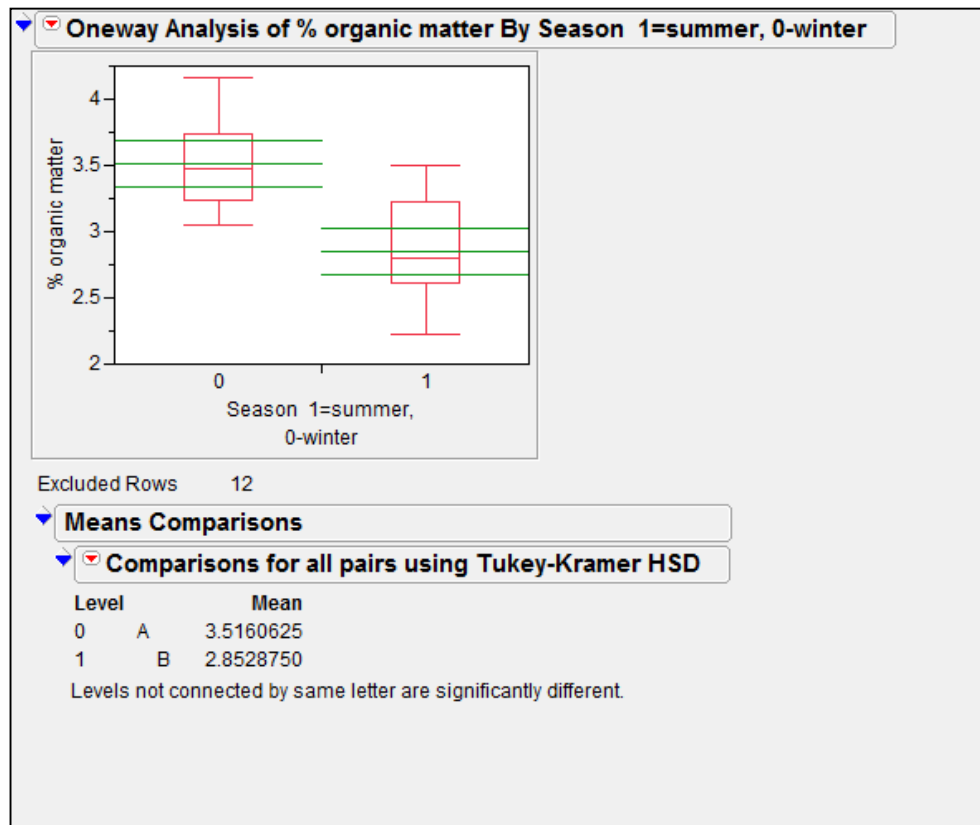 Oneway Analysis of % organic matter By Season  1=summer, 0-winter
% organic matter
4
3.5
3
2.5
2
0 1
Season  1=summer,
0-winter
Excluded Rows 12
Means Comparisons
Comparisons for all pairs using Tukey-Kramer HSD
Level Mean
0 A 3.5160625
1 B 2.8528750
Levels not connected by same letter are significantly different.